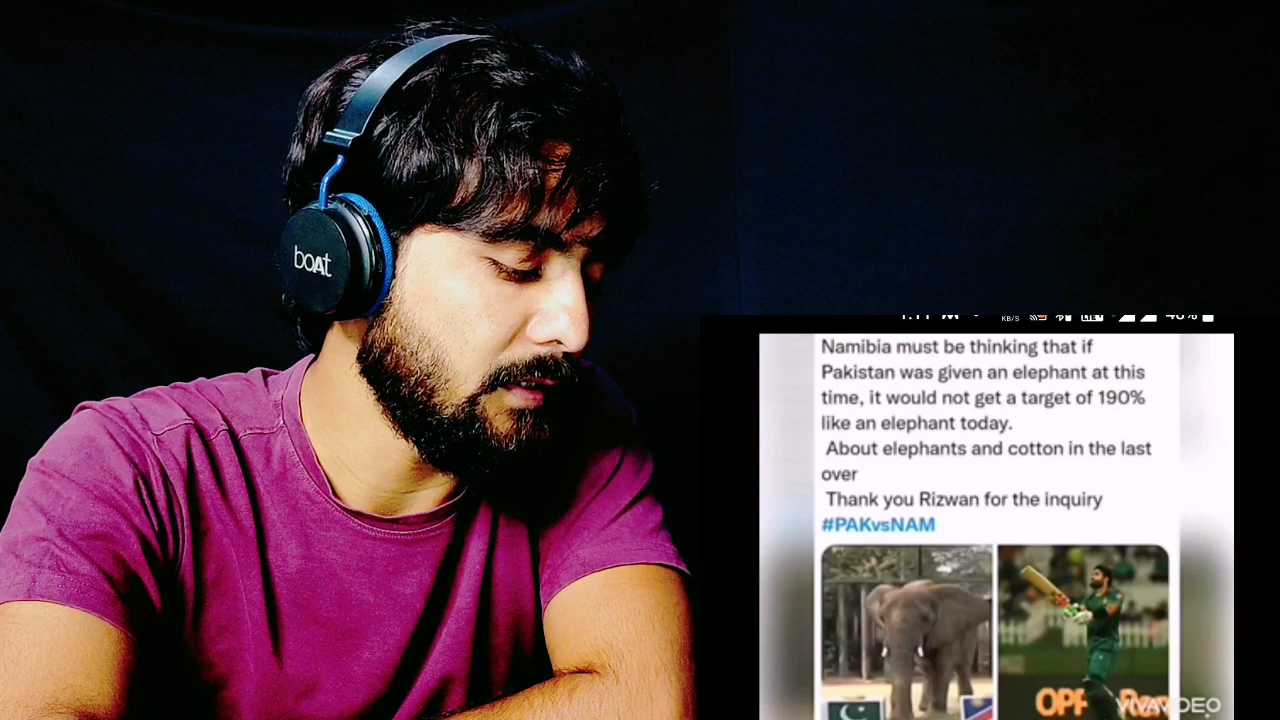 boAt
KB/S
Namibia must be thinking that if
Pakistan was given an elephant at this
time, it would not get a target of 190%
like an elephant today.
About elephants and cotton in the last
over
Thank you Rizwan for the inquiry
#PAKvsNAM
VIVAVIDEO